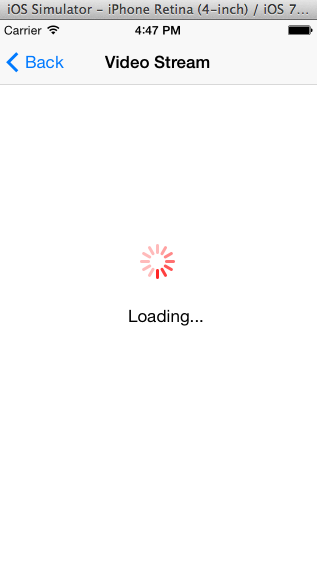 iOS Simulator – iPhone Retina (4-inch) / iOS 7...
Carrier 4:47 PM
Back Video Stream
Loading...